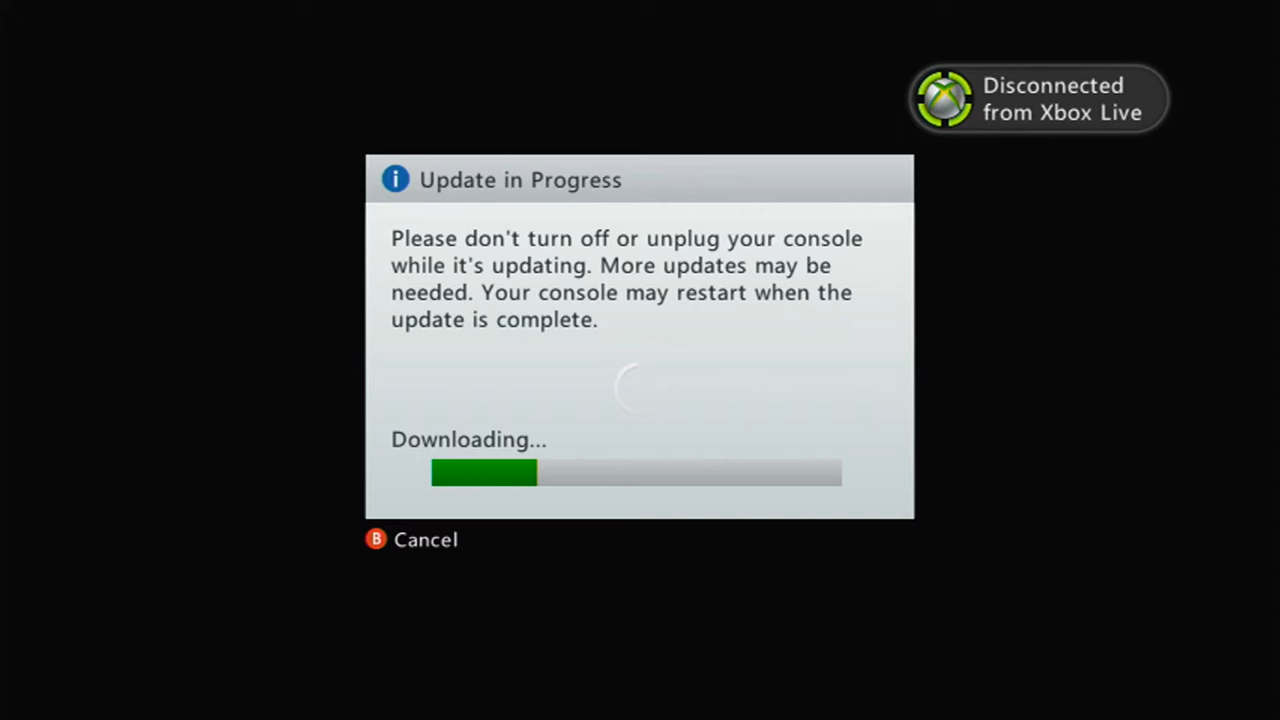 Disconnected
from Xbox Live
i Update in Progress
Please don't turn off or unplug your console
while it's updating. More updates may be
needed. Your console may restart when the
update is complete.
Downloading...
B Cancel